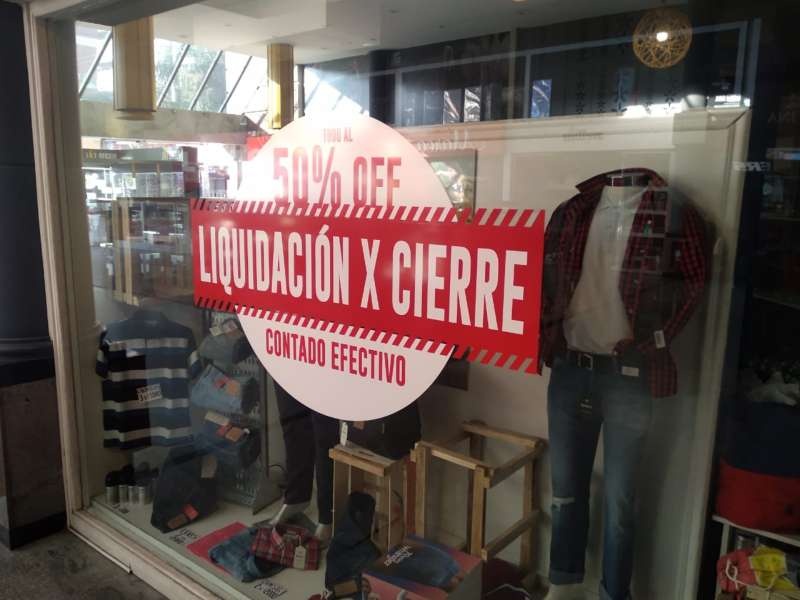 TODO AL
50% OFF
LIQUIDACIÓN X CIERRE
CONTADO EFECTIVO